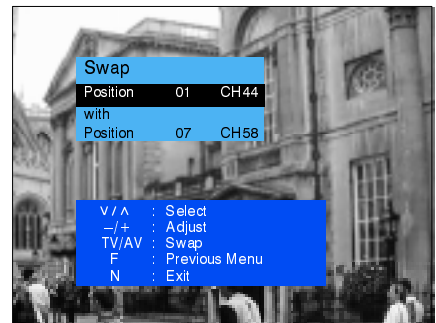 Swap
Position 01 CH44
with
Position 07 CH58
∨/∧ : Select
–/+ : Adjust
TV/AV : Swap
F : Previous Menu
N : Exit